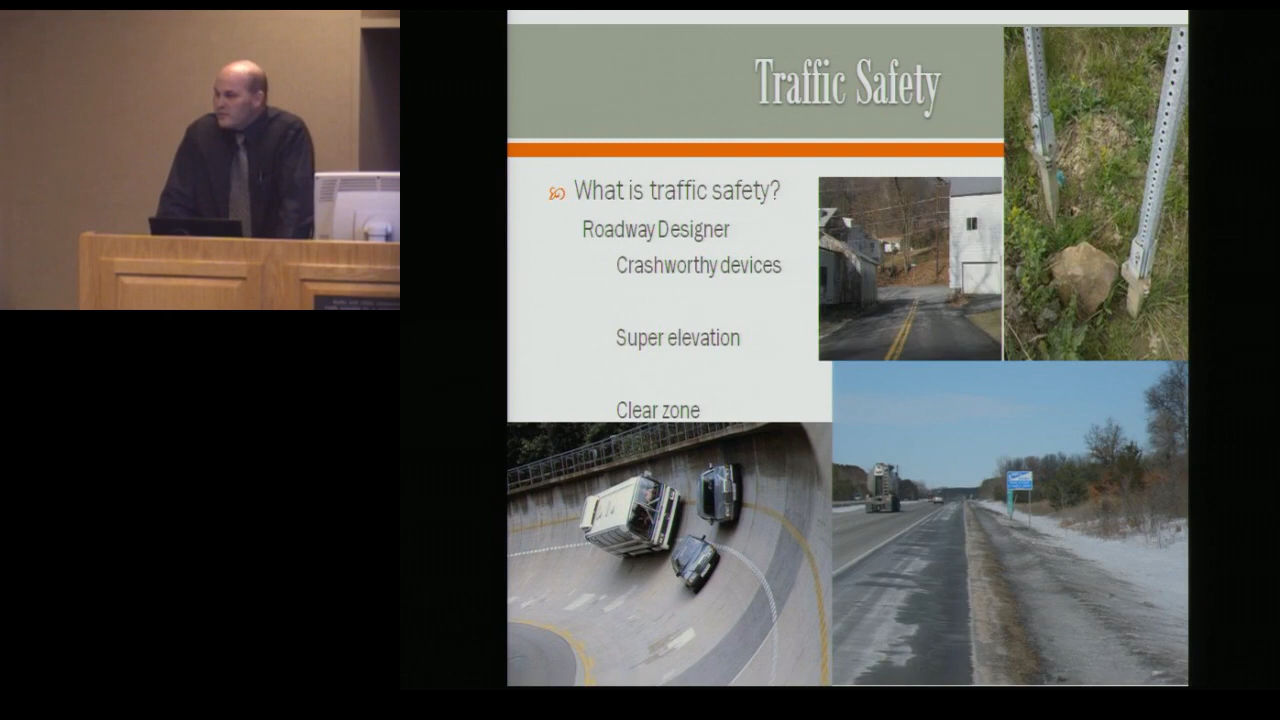 Traffic Safety
What is traffic safety?
Roadway Designer
Crashworthy devices
Super elevation
Clear zone